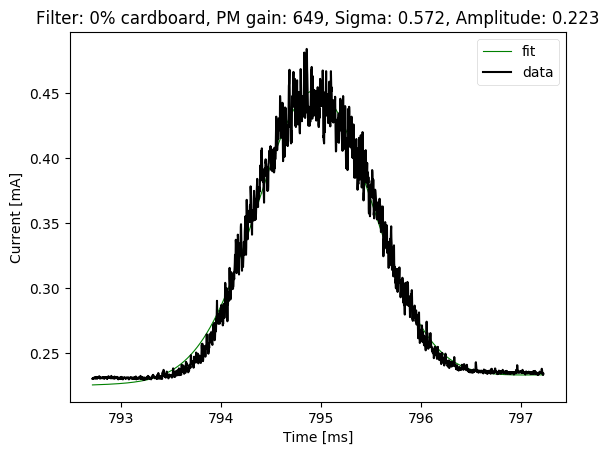 Filter: 0% cardboard, PM gain: 649, Sigma: 0.572, Amplitude: 0.223
fit
data
0.45
0.40
0.35
0.30
0.25
Current [mA]
793 794 795 796 797
Time [ms]